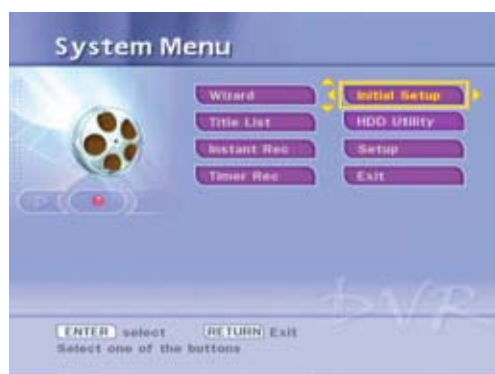 System Menu
Wizard
Initial Setup
Title List
HDD Utility
Instant Rec
Setup
Timer Rec
Exit
DVR
ENTER select RETURN Exit
Select one of the buttons